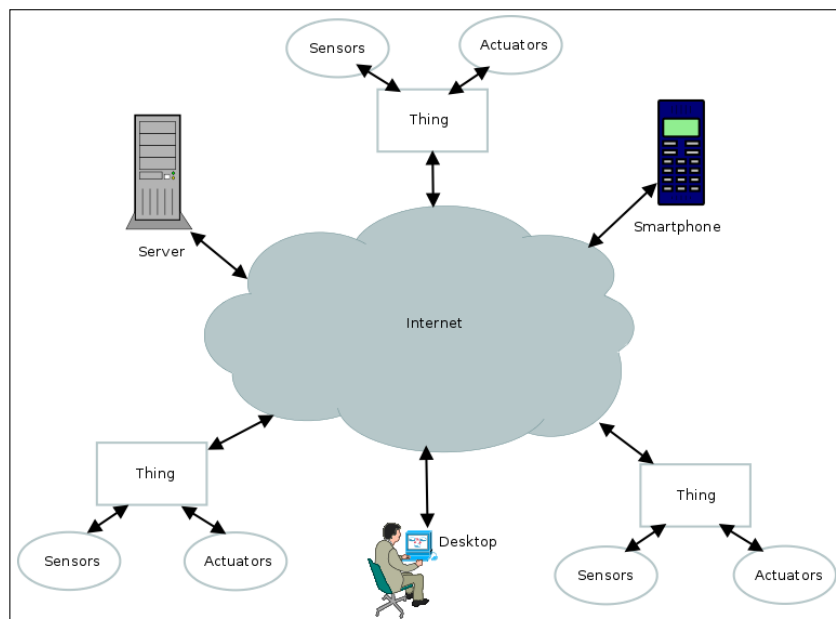 Sensors
Actuators
Thing
Server
Smartphone
Internet
Thing
Sensors
Actuators
Desktop
Thing
Sensors
Actuators